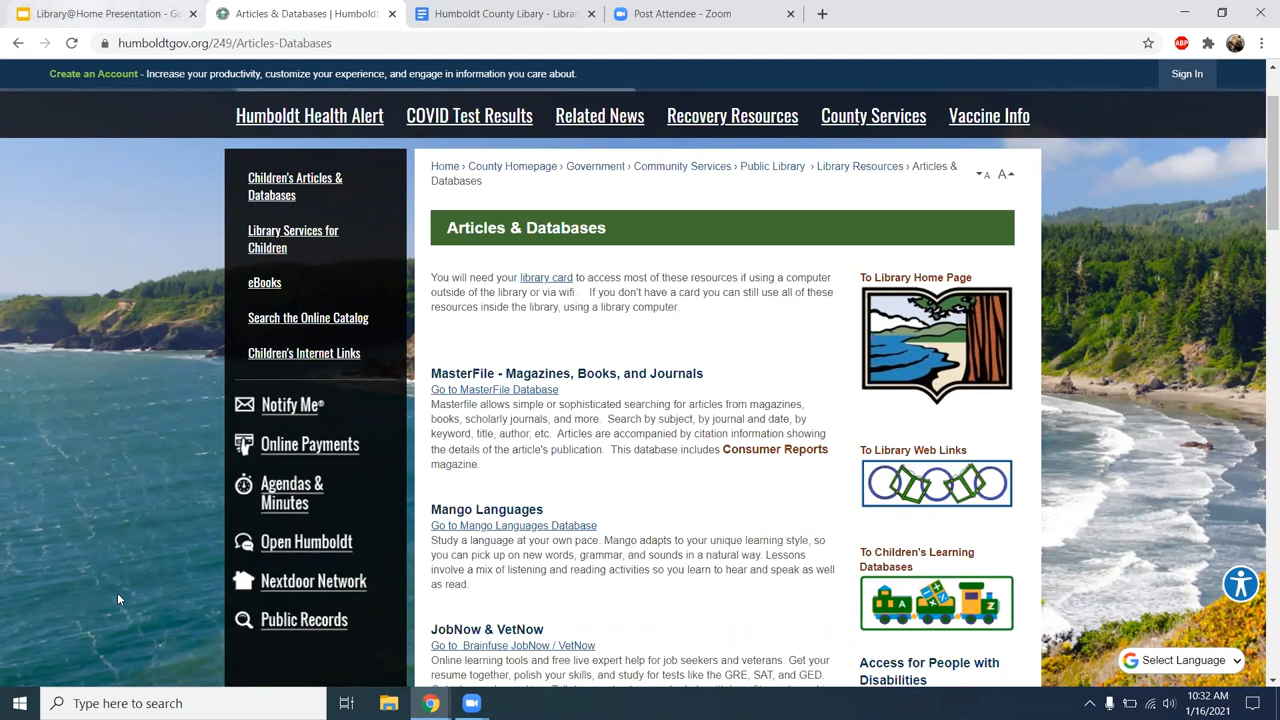 Library@Home Presentation - Go
Articles & Databases | Humboldt
Humboldt County Libary - Librar
Post Attendee - Zoom
humboldtgov.org/249/Articles-Databases
ABP
Create an Account - Increase your productivity, customize your experience, and engage in information you care about.
Sign In
Humboldt Health Alert
COVID Test Results
Related News
Recovery Resources
County Services
Vaccine Info
Children's Articles &
Databases
Library Services for
Children
eBooks
Search the Online Catalog
Children's Internet Links
Notify Me®
Online Payments
Agendas &
Minutes
Open Humboldt
Nextdoor Network
Public Records
Home › County Homepage › Government › Community Services › Public Library › Library Resources › Articles &
Databases
A A
Articles & Databases
You will need your library card to access most of these resources if using a computer
outside of the library or via wifi. If you don't have a card you can still use all of these
resources inside the library, using a library computer.
MasterFile - Magazines, Books, and Journals
Go to MasterFile Database
Masterfile allows simple or sophisticated searching for articles from magazines,
books, scholarly journals, and more. Search by subject, by journal and date, by
keyword, title, author, etc. Articles are accompanied by citation information showing
the details of the article's publication. This database includes Consumer Reports
magazine.
Mango Languages
Go to Mango Languages Database
Study a language at your own pace. Mango adapts to your unique learning style, so
you can pick up on new words, grammar, and sounds in a natural way. Lessons
involve a mix of listening and reading activities so you learn to hear and speak as well
as read.
JobNow & VetNow
Go to Brainfuse JobNow / VetNow
Online learning tools and free live expert help for job seekers and veterans. Get your
resume together, polish your skills, and study for tests like the GRE, SAT, and GED.
To Library Home Page
To Library Web Links
To Children's Learning
Databases
A Z
Access for People with
Disabilities
Select Language
Type here to search
10:32 AM
1/16/2021